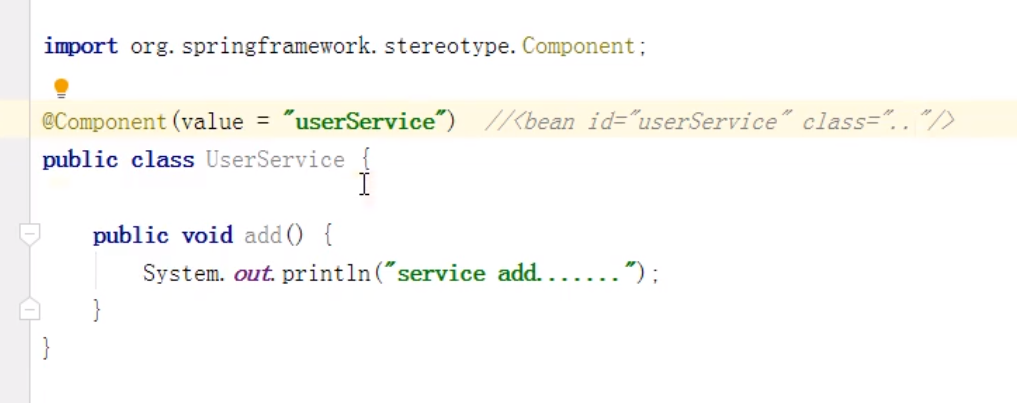 import org.springframework.stereotype.Component;
@Component(value = "userService") //<bean id="userService" class=".."/>
public class UserService {
public void add() {
System.out.println("service add.......");
}
}